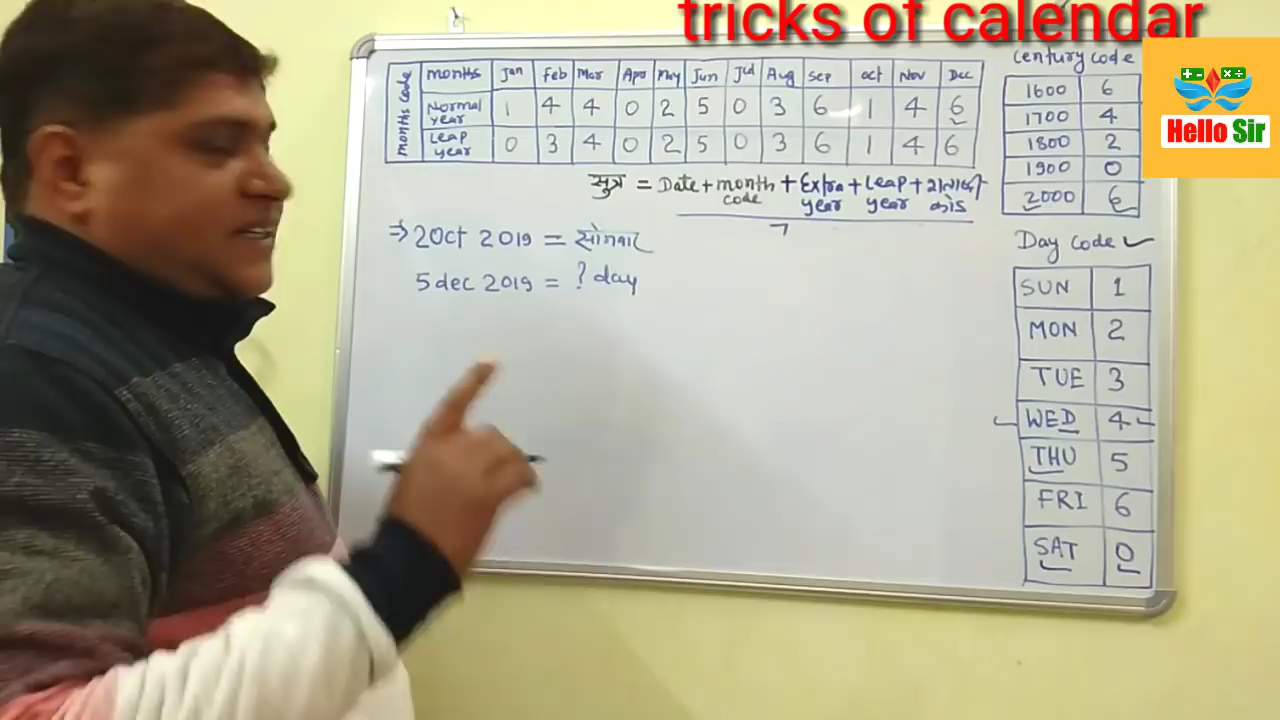 tricks of calendar
months code
months Jan Feb Mar Apr May Jun Jul Aug Sep Oct Nov Dec
Normal year 1 4 4 0 2 5 0 3 6 1 4 6
Leap year 0 3 4 0 2 5 0 3 6 1 4 6
सुत्र = Date + month code + Extra year + Leap year + शताब्दी कोड
7
⇒ 2 Oct 2019 = सोमवार
5 dec 2019 = ? day
Century code
1600 6
1700 4
1800 2
1900 0
2000 6
Hello Sir
Day code ✓
SUN 1
MON 2
TUE 3
WED 4
THU 5
FRI 6
SAT 0